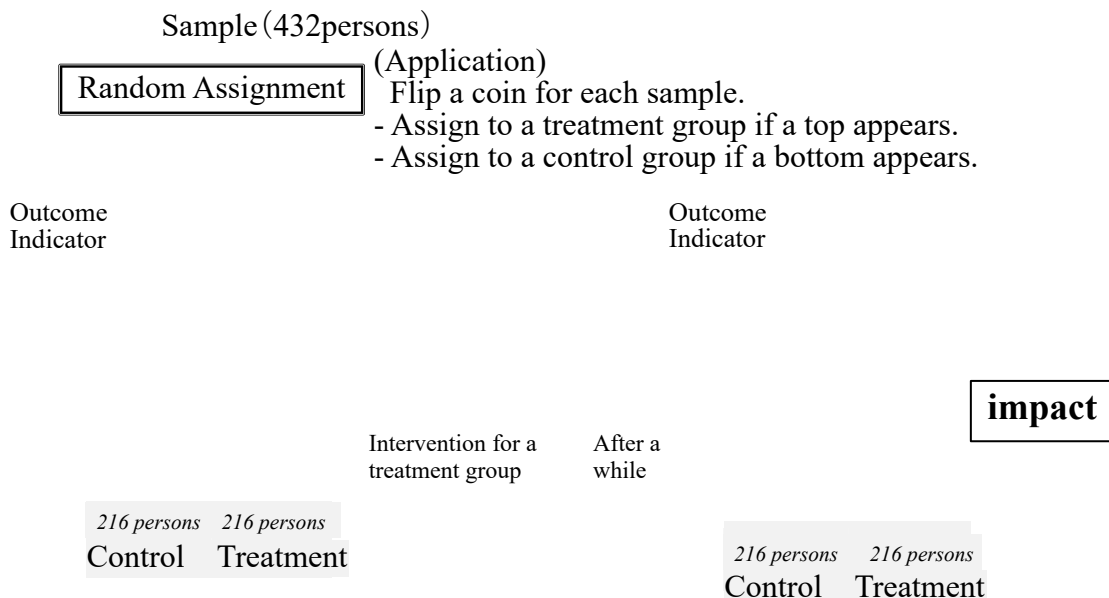 Sample（432persons）
Random Assignment
(Application)
Flip a coin for each sample.
- Assign to a treatment group if a top appears.
- Assign to a control group if a bottom appears.
Outcome
Indicator
Outcome
Indicator
impact
Intervention for a
treatment group
After a
while
216 persons 216 persons
Control Treatment
216 persons 216 persons
Control Treatment